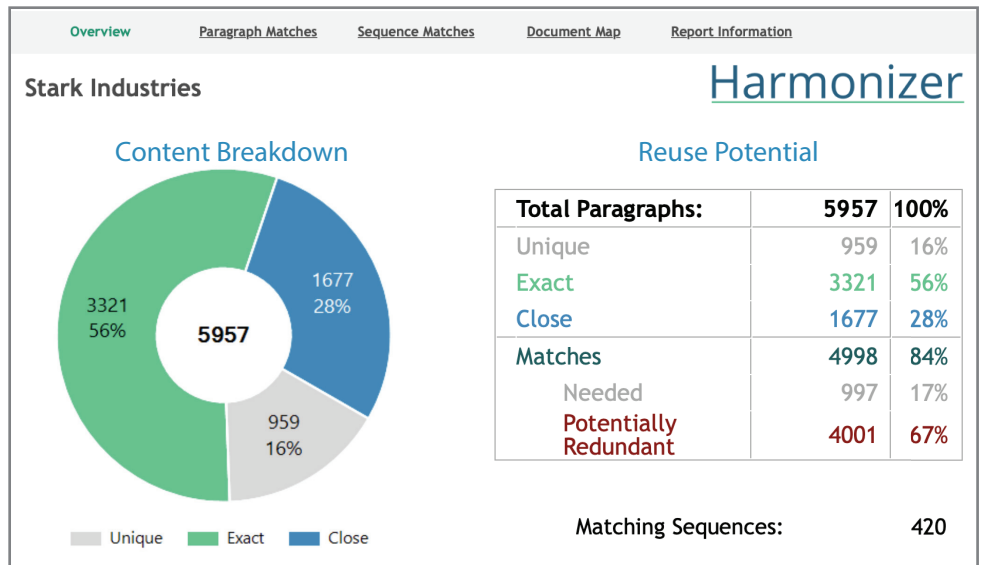 Overview Paragraph Matches Sequence Matches Document Map Report Information
Stark Industries
Harmonizer
Content Breakdown
1677
28%
3321
56%
5957
959
16%
Unique Exact Close
Reuse Potential
Total Paragraphs: 5957 100%
Unique 959 16%
Exact 3321 56%
Close 1677 28%
Matches 4998 84%
Needed 997 17%
Potentially
Redundant 4001 67%
Matching Sequences: 420